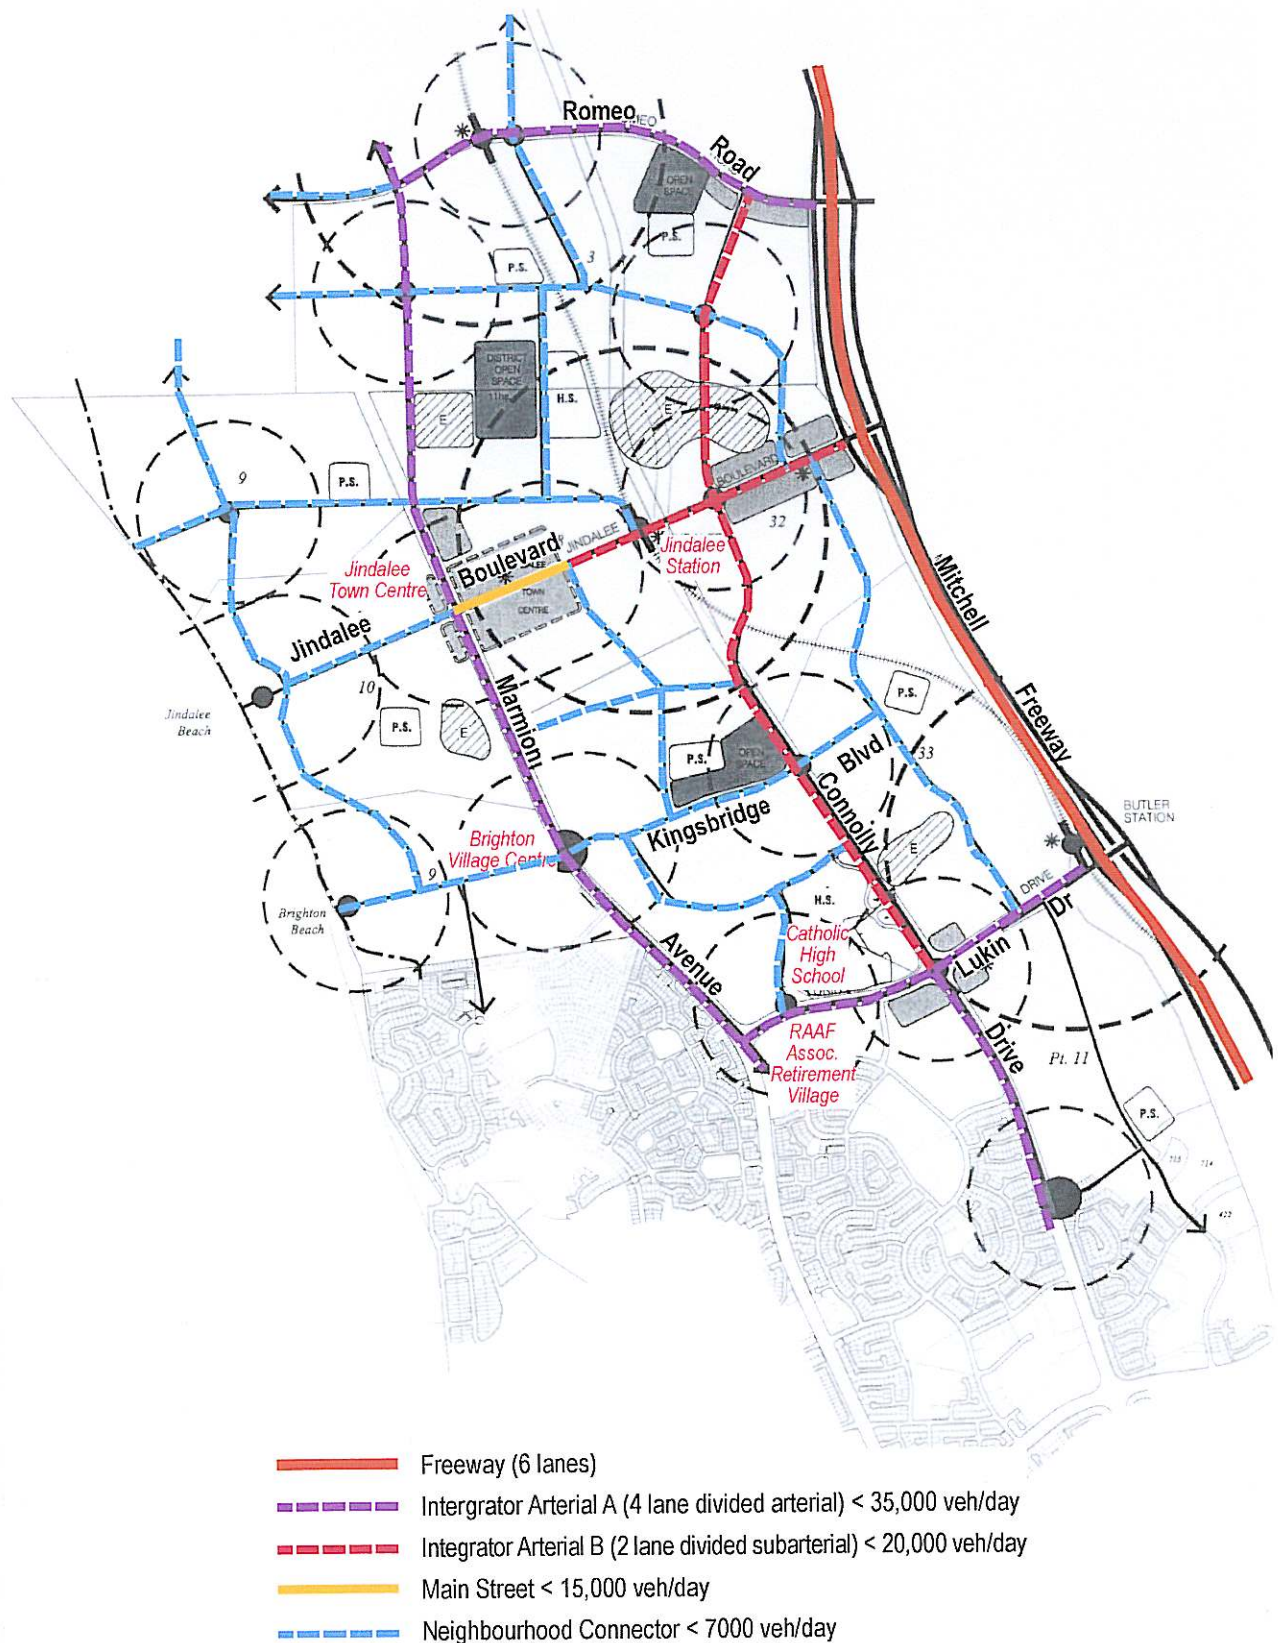 Romeo
Road
OPEN
SPACE
P.S.
P.S.
3
DISTRICT
OPEN
SPACE
H.S.
E
E
BOULEVARD
9
P.S.
32
JINDALEE
Jindalee
Station
Boulevard
Jindalee
Town Centre
TOWN
CENTRE
Mitchell
Freeway
Jindalee
10
Jindalee
Beach
P.S.
E
Marmion
P.S.
P.S.
OPEN
SPACE
Blvd
33
Kingsbridge
Connolly
BUTLER
STATION
Brighton
Village Centre
E
9
Brighton
Beach
H.S.
DRIVE
Dr
Lukin
Catholic
High
School
Avenue
RAAF
Assoc.
Retirement
Village
Drive
Pt. 11
P.S.
Freeway (6 lanes)
Intergrator Arterial A (4 lane divided arterial) < 35,000 veh/day
Integrator Arterial B (2 lane divided subarterial) < 20,000 veh/day
Main Street < 15,000 veh/day
Neighbourhood Connector < 7000 veh/day